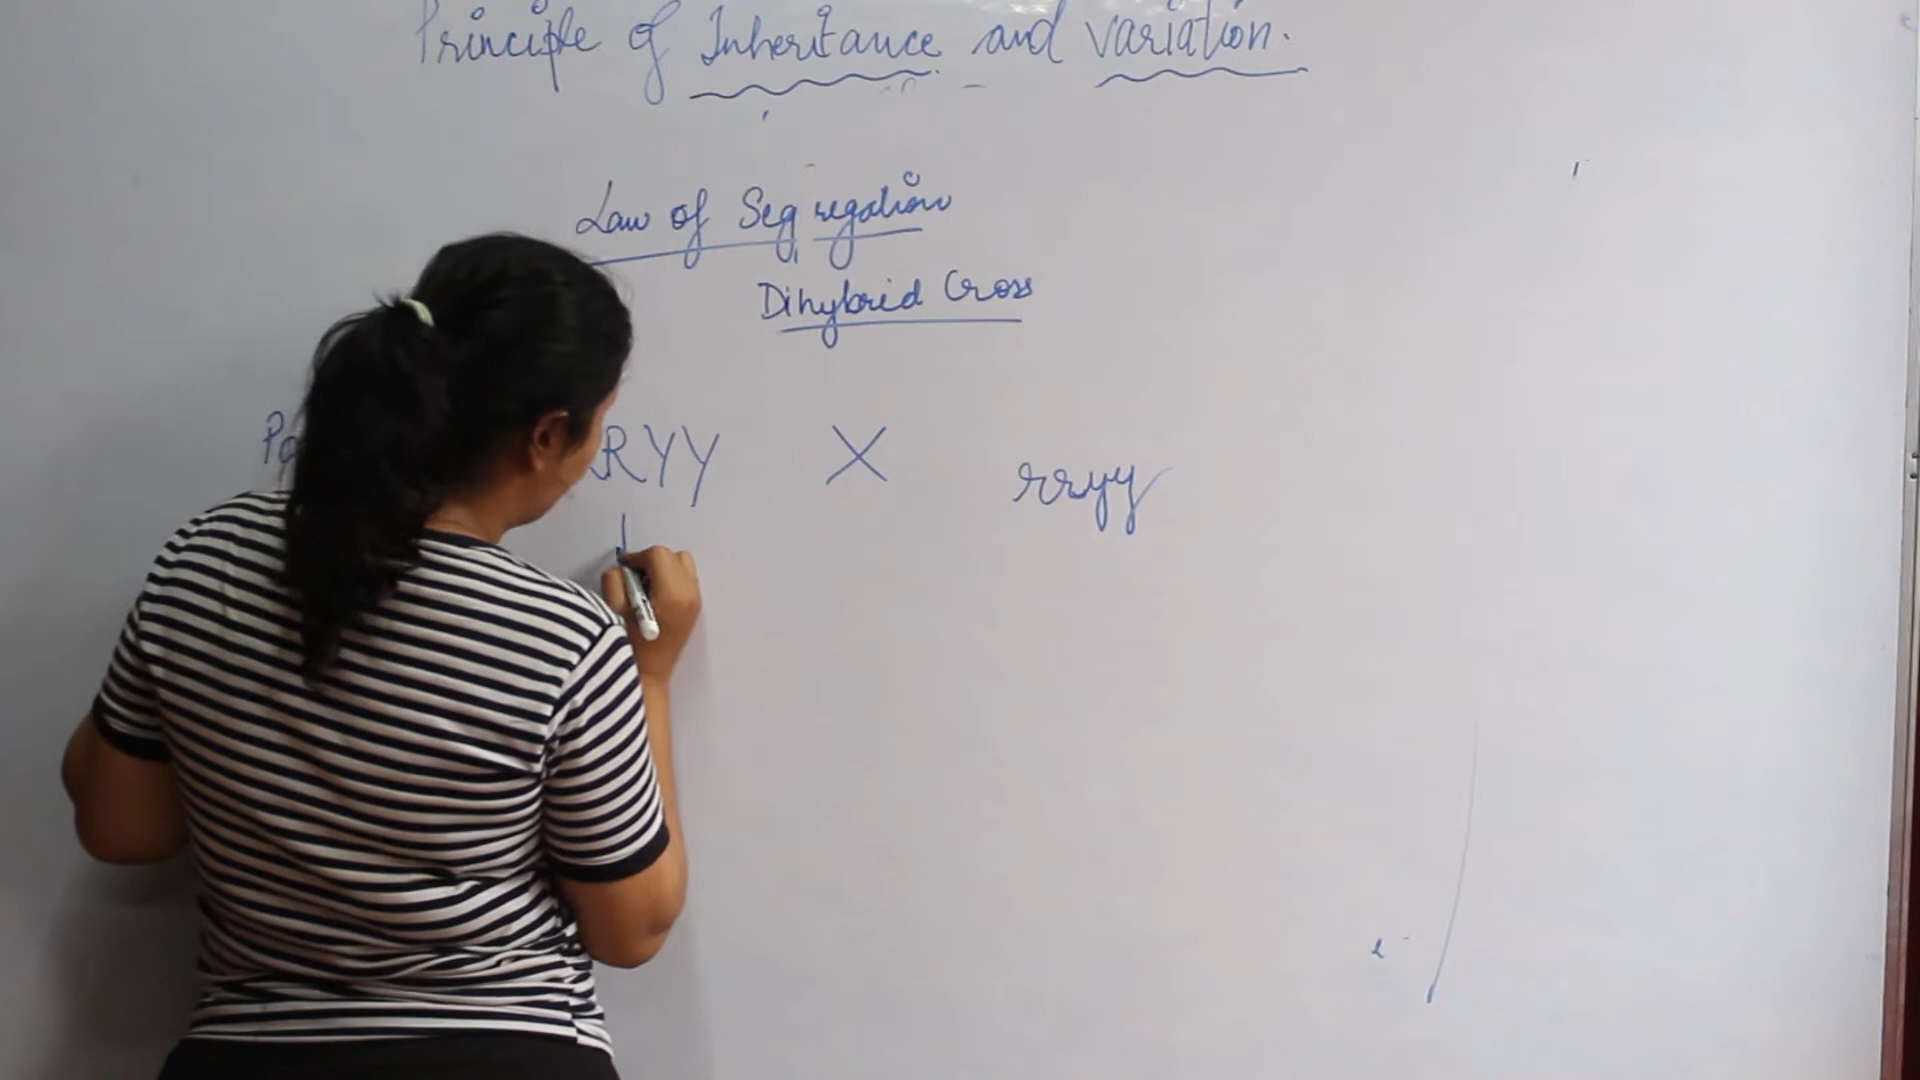 Principle of Inheritance and variation.
Law of Segregation
Dihybrid Cross
RYY X rryy